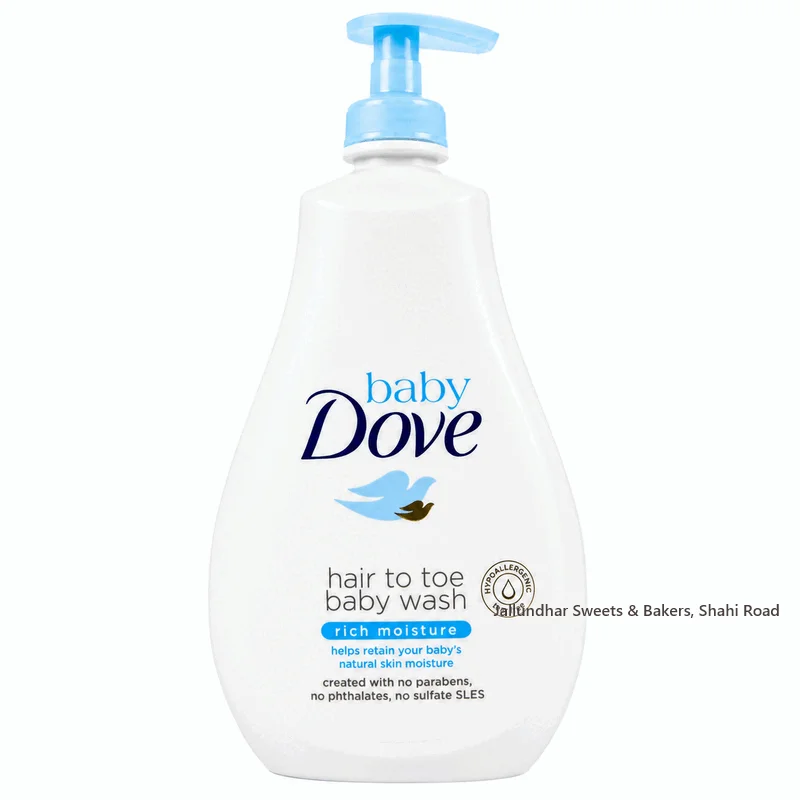 baby
Dove
hair to toe
baby wash
HYPOALLERGENIC
rich moisture
Jallundhar Sweets & Bakers, Shahi Road
helps retain your baby's
natural skin moisture
created with no parabens,
no phthalates, no sulfate SLES